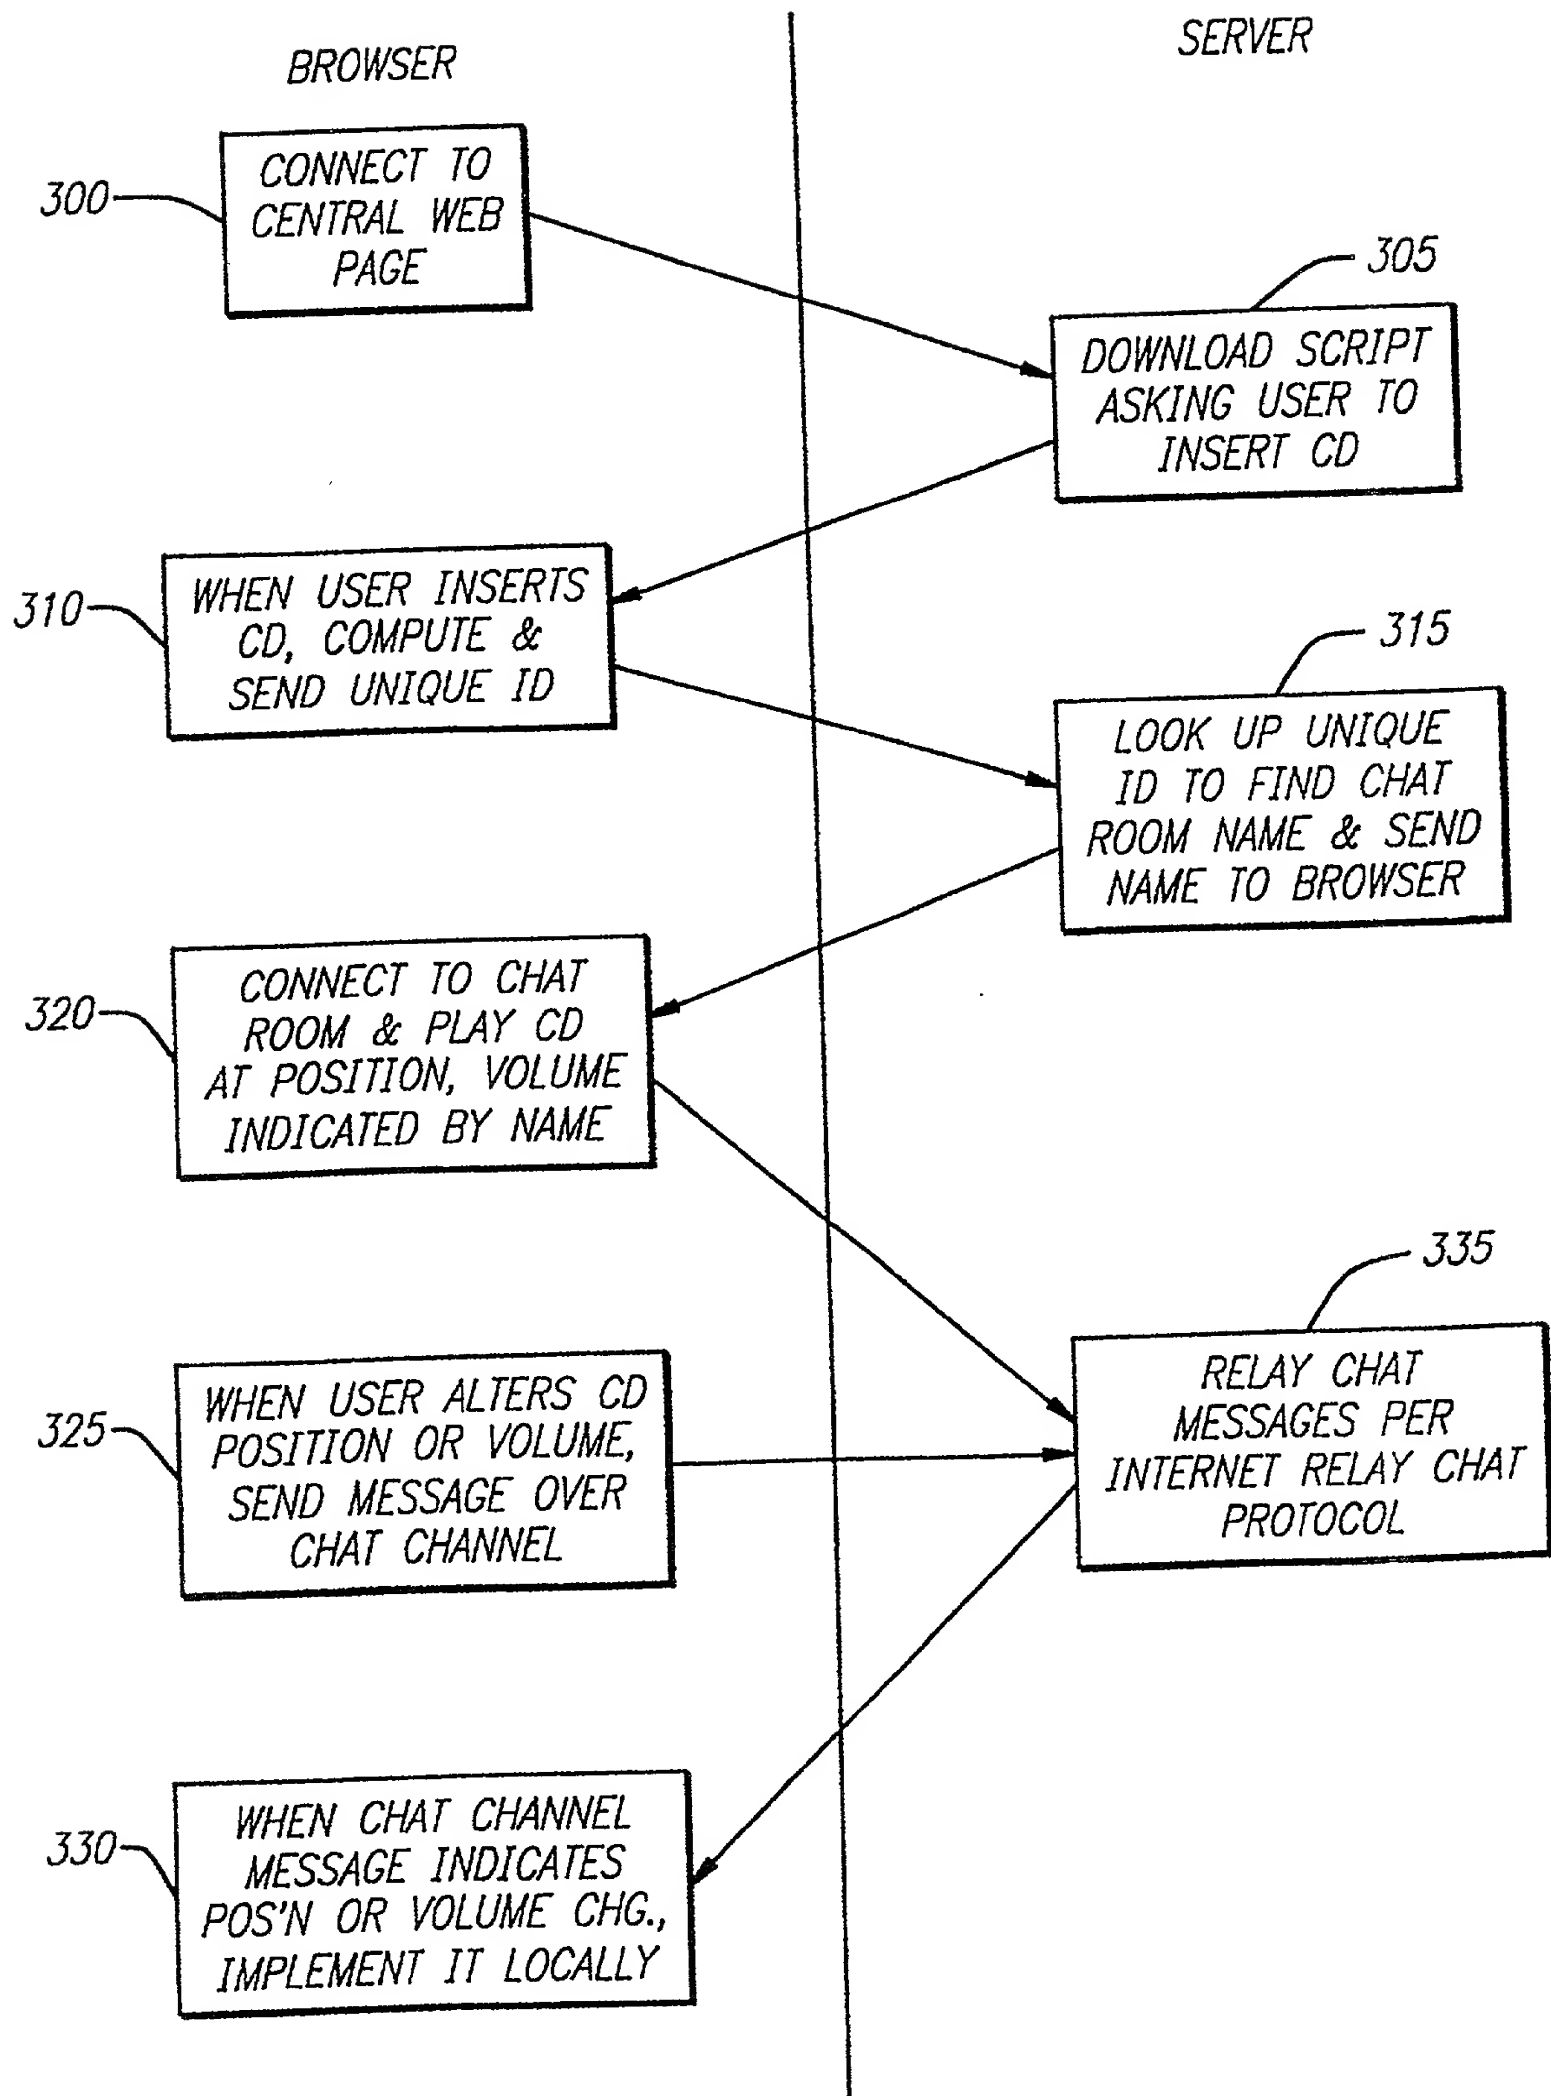 BROWSER
SERVER
300
CONNECT TO
CENTRAL WEB
PAGE
305
DOWNLOAD SCRIPT
ASKING USER TO
INSERT CD
310
WHEN USER INSERTS
CD, COMPUTE &
SEND UNIQUE ID
315
LOOK UP UNIQUE
ID TO FIND CHAT
ROOM NAME & SEND
NAME TO BROWSER
320
CONNECT TO CHAT
ROOM & PLAY CD
AT POSITION, VOLUME
INDICATED BY NAME
335
RELAY CHAT
MESSAGES PER
INTERNET RELAY CHAT
PROTOCOL
325
WHEN USER ALTERS CD
POSITION OR VOLUME,
SEND MESSAGE OVER
CHAT CHANNEL
330
WHEN CHAT CHANNEL
MESSAGE INDICATES
POS'N OR VOLUME CHG.,
IMPLEMENT IT LOCALLY